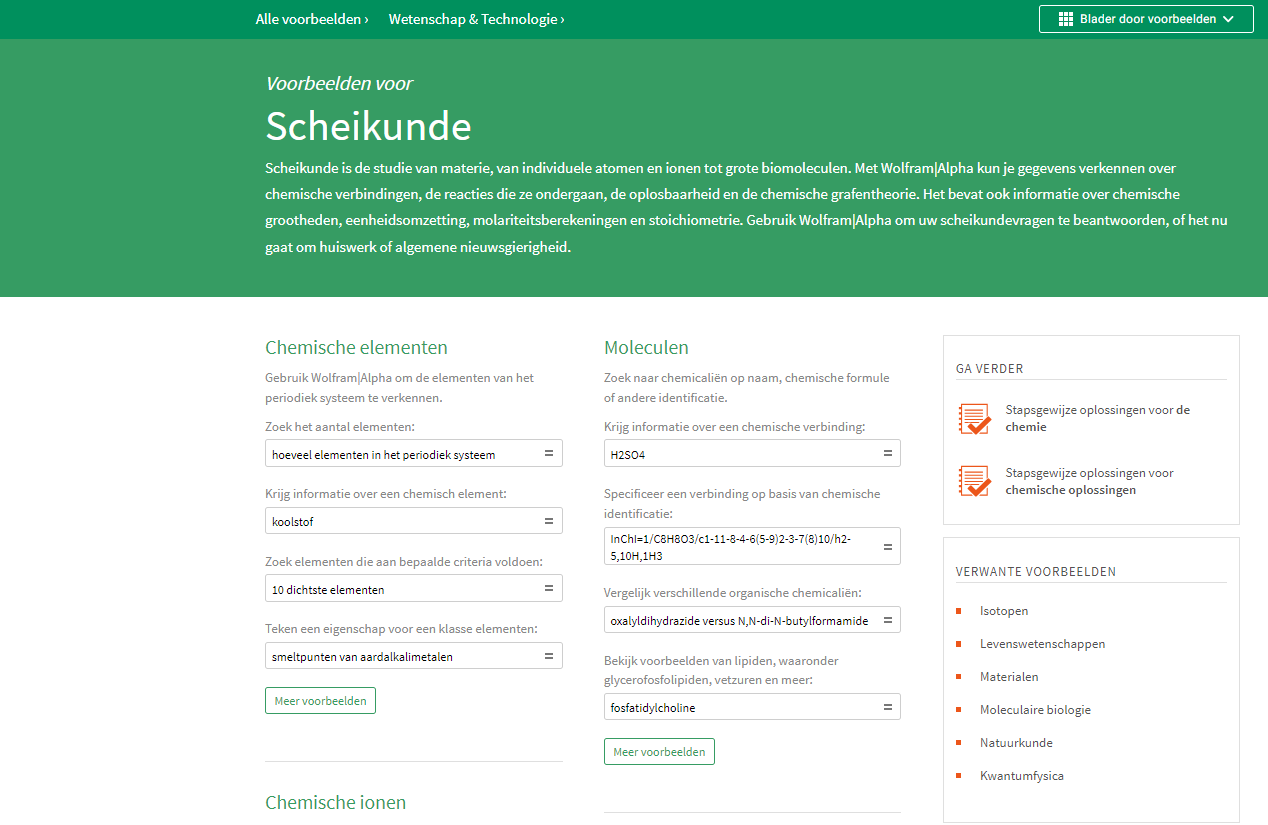 Alle voorbeelden ›
Wetenschap & Technologie ›
Blader door voorbeelden
Voorbeelden voor
Scheikunde
Scheikunde is de studie van materie, van individuele atomen en ionen tot grote biomoleculen. Met Wolfram|Alpha kun je gegevens verkennen over
chemische verbindingen, de reacties die ze ondergaan, de oplosbaarheid en de chemische grafentheorie. Het bevat ook informatie over chemische
grootheden, eenheidsomzetting, molariteitsberekeningen en stoichiometrie. Gebruik Wolfram|Alpha om uw scheikundevragen te beantwoorden, of het nu
gaat om huiswerk of algemene nieuwsgierigheid.
Chemische elementen
Gebruik Wolfram|Alpha om de elementen van het
periodiek systeem te verkennen.
Zoek het aantal elementen:
hoeveel elementen in het periodiek systeem
Krijg informatie over een chemisch element:
koolstof
Zoek elementen die aan bepaalde criteria voldoen:
10 dichtste elementen
Teken een eigenschap voor een klasse elementen:
smeltpunten van aardalkalimetalen
Meer voorbeelden
Chemische ionen
Moleculen
Zoek naar chemicaliën op naam, chemische formule
of andere identificatie.
Krijg informatie over een chemische verbinding:
H2SO4
Specificeer een verbinding op basis van chemische
identificatie:
InChI=1/C8H8O3/c1-11-8-4-6(5-9)2-3-7(8)10/h2-
5,10H,1H3
Vergelijk verschillende organische chemicaliën:
oxalyldihydrazide versus N,N-di-N-butylformamide
Bekijk voorbeelden van lipiden, waaronder
glycerofosfolipiden, vetzuren en meer:
fosfatidylcholine
Meer voorbeelden
GA VERDER
Stapsgewijze oplossingen voor de
chemie
Stapsgewijze oplossingen voor
chemische oplossingen
VERWANTE VOORBEELDEN
Isotopen
Levenswetenschappen
Materialen
Moleculaire biologie
Natuurkunde
Kwantumfysica